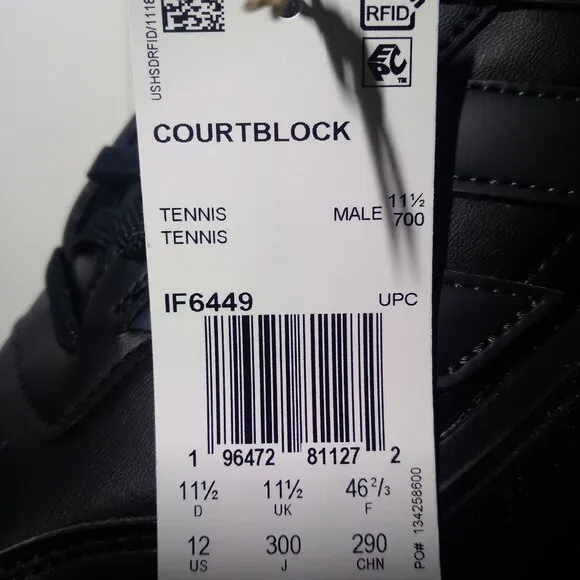 USHSDRFID/1118
RFID
EPC™
COURTBLOCK
TENNIS MALE 11½
TENNIS 700
IF6449 UPC
1 96472 81127 2
11½ 11½ 46 2/3
D UK F
12 300 290
US J CHN
PO# 134258600